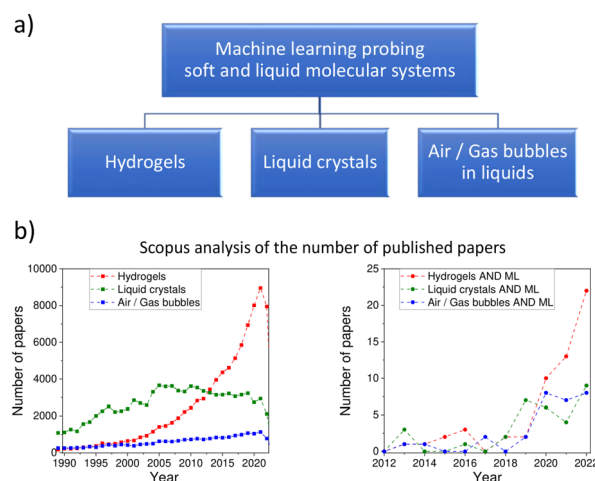 a)
Machine learning probing
soft and liquid molecular systems
Hydrogels
Liquid crystals
Air / Gas bubbles
in liquids
b)
Scopus analysis of the number of published papers
10000
8000
6000
4000
2000
0
Number of papers
Hydrogels
Liquid crystals
Air / Gas bubbles
1990 1995 2000 2005 2010 2015 2020
Year
25
20
15
10
5
0
Number of papers
Hydrogels AND ML
Liquid crystals AND ML
Air / Gas bubbles AND ML
2012 2014 2016 2018 2020 2022
Year